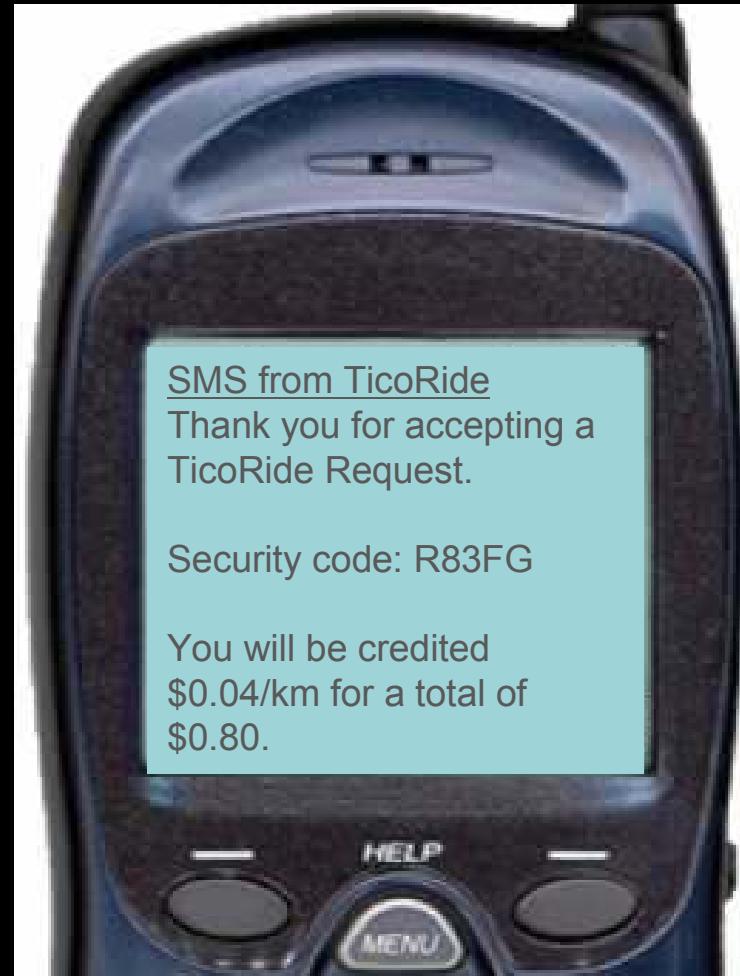 SMS from TicoRide
Thank you for accepting a
TicoRide Request.
Security code: R83FG
You will be credited
$0.04/km for a total of
$0.80.
HELP
MENU